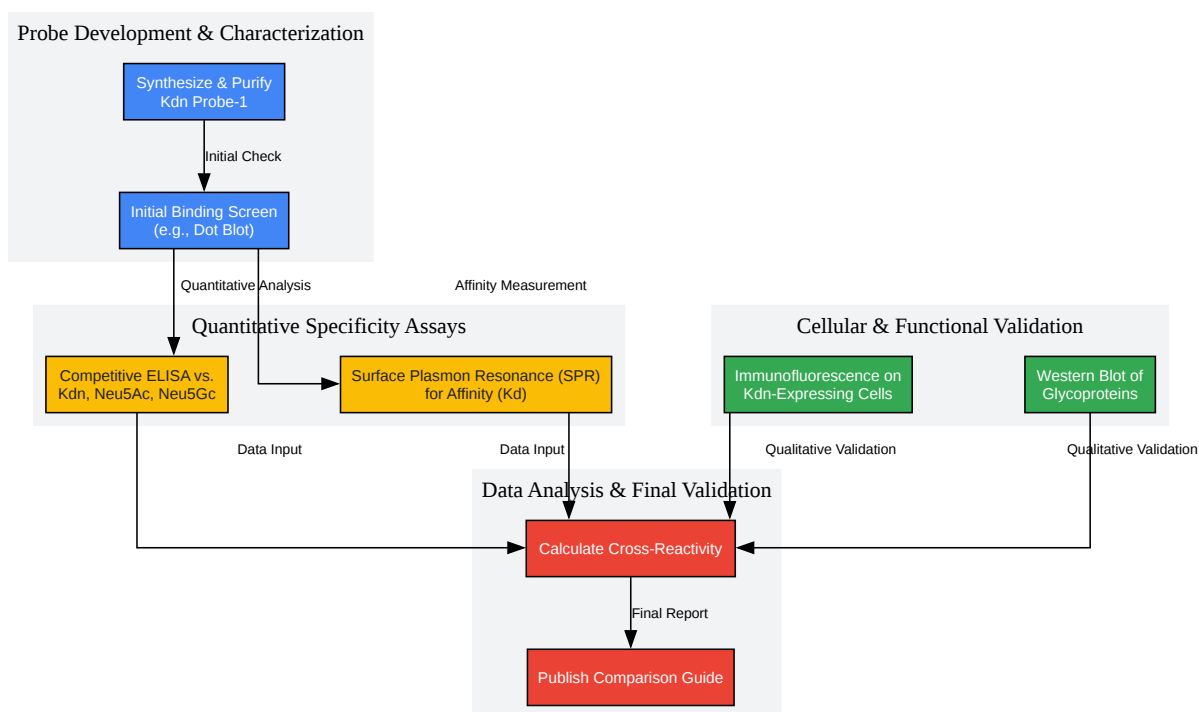 Probe Development & Characterization
Synthesize & Purify
Kdn Probe-1
Initial Check
Initial Binding Screen
(e.g., Dot Blot)
Quantitative Analysis
Affinity Measurement
Quantitative Specificity Assays
Cellular & Functional Validation
Competitive ELISA vs.
Kdn, Neu5Ac, Neu5Gc
Surface Plasmon Resonance (SPR)
for Affinity (Kd)
Immunofluorescence on
Kdn-Expressing Cells
Western Blot of
Glycoproteins
Data Input
Data Input
Qualitative Validation
Qualitative Validation
Data Analysis & Final Validation
Calculate Cross-Reactivity
Final Report
Publish Comparison Guide